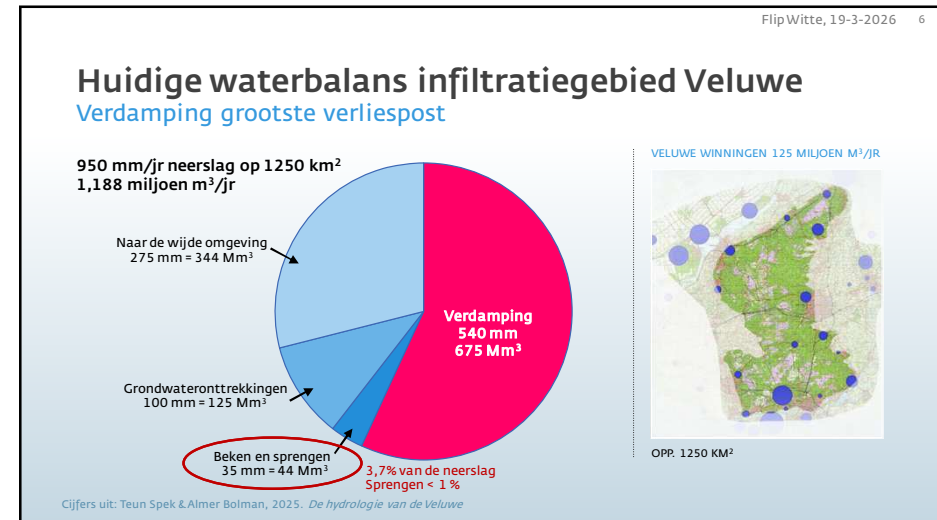 Flip Witte, 19-3-2026 6
Huidige waterbalans infiltratiegebied Veluwe
Verdamping grootste verliespost
950 mm/jr neerslag op 1250 km²
1,188 miljoen m³/jr
VELUWE WINNINGEN 125 MILJOEN M³/JR
Naar de wijde omgeving
275 mm = 344 Mm³
Verdamping
540 mm
675 Mm³
Grondwateronttrekkingen
100 mm = 125 Mm³
Beken en sprengen
35 mm = 44 Mm³
3,7% van de neerslag
Sprengen < 1 %
OPP. 1250 KM²
Cijfers uit: Teun Spek & Almer Bolman, 2025. De hydrologie van de Veluwe